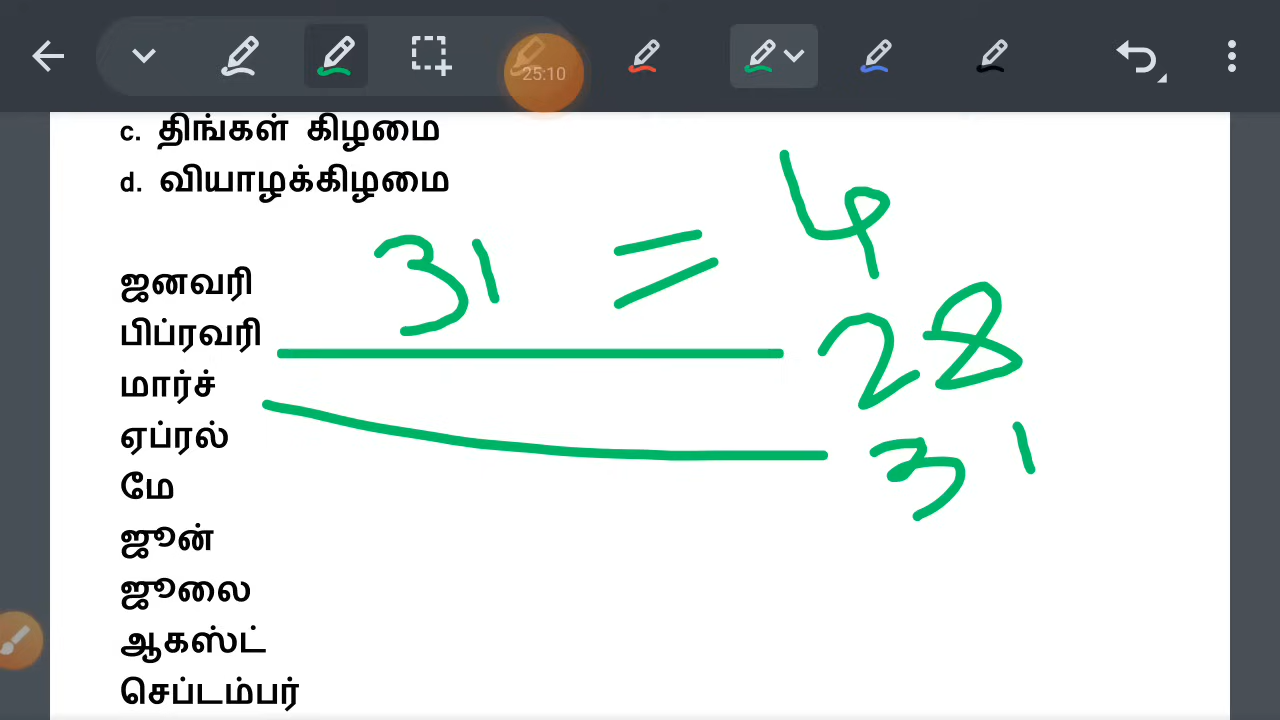 25:10
c. திங்கள் கிழமை
d. வியாழக்கிழமை
ஜனவரி 31 = 4
பிப்ரவரி 28
மார்ச் 31
ஏப்ரல்
மே
ஜூன்
ஜூலை
ஆகஸ்ட்
செப்டம்பர்